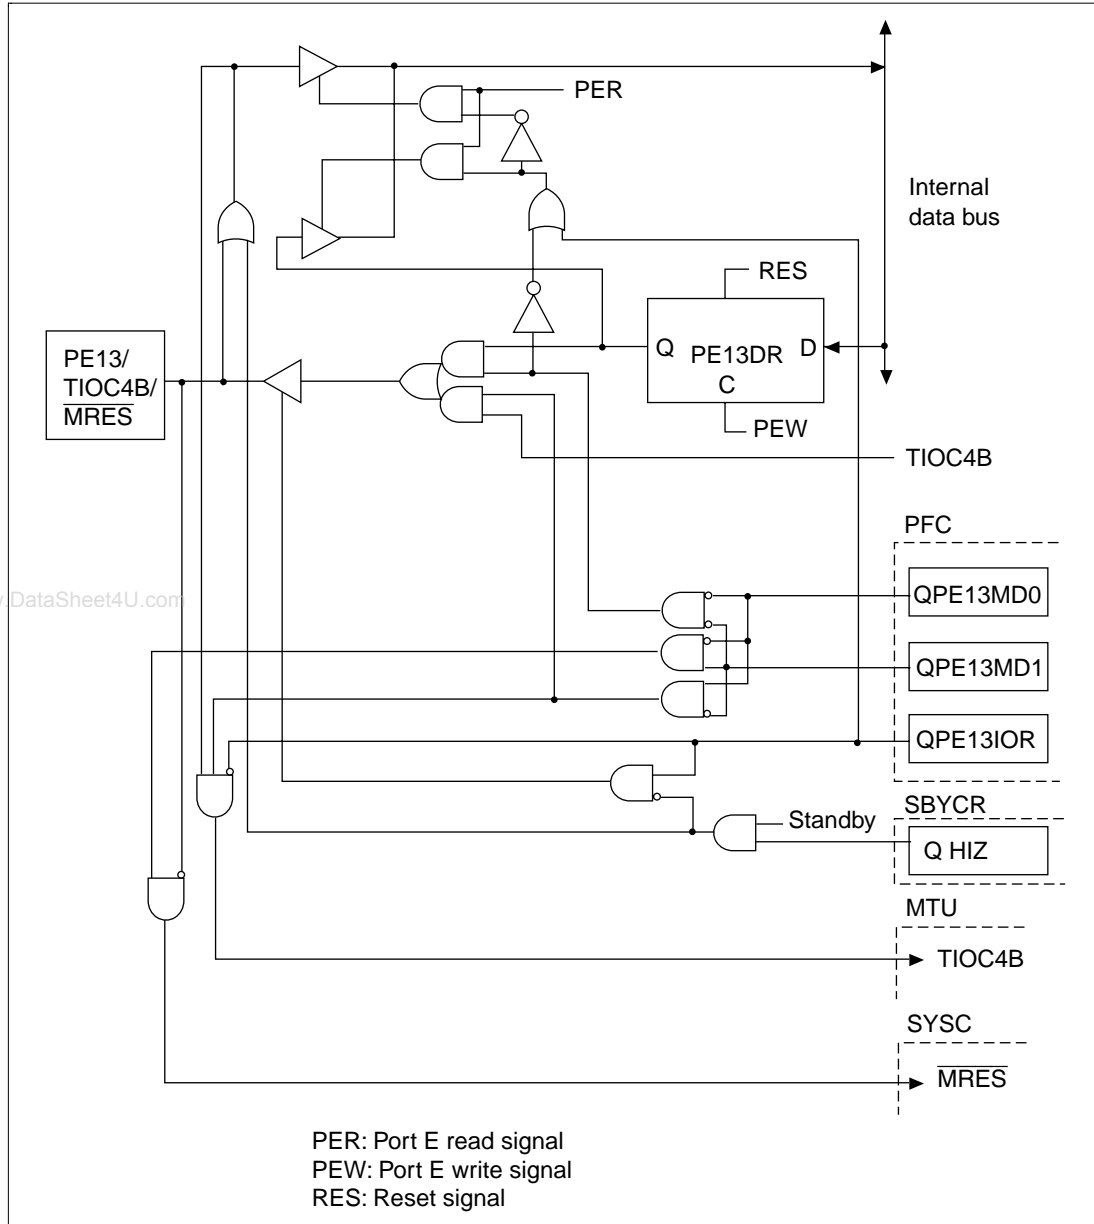 PER
Internal
data bus
RES
Q PE13DR D
C
PEW
PE13/
TIOC4B/
MRES
TIOC4B
PFC
QPE13MD0
QPE13MD1
QPE13IOR
SBYCR
Standby
Q HIZ
MTU
TIOC4B
SYSC
MRES
PER: Port E read signal
PEW: Port E write signal
RES: Reset signal
.DataSheet4U.com